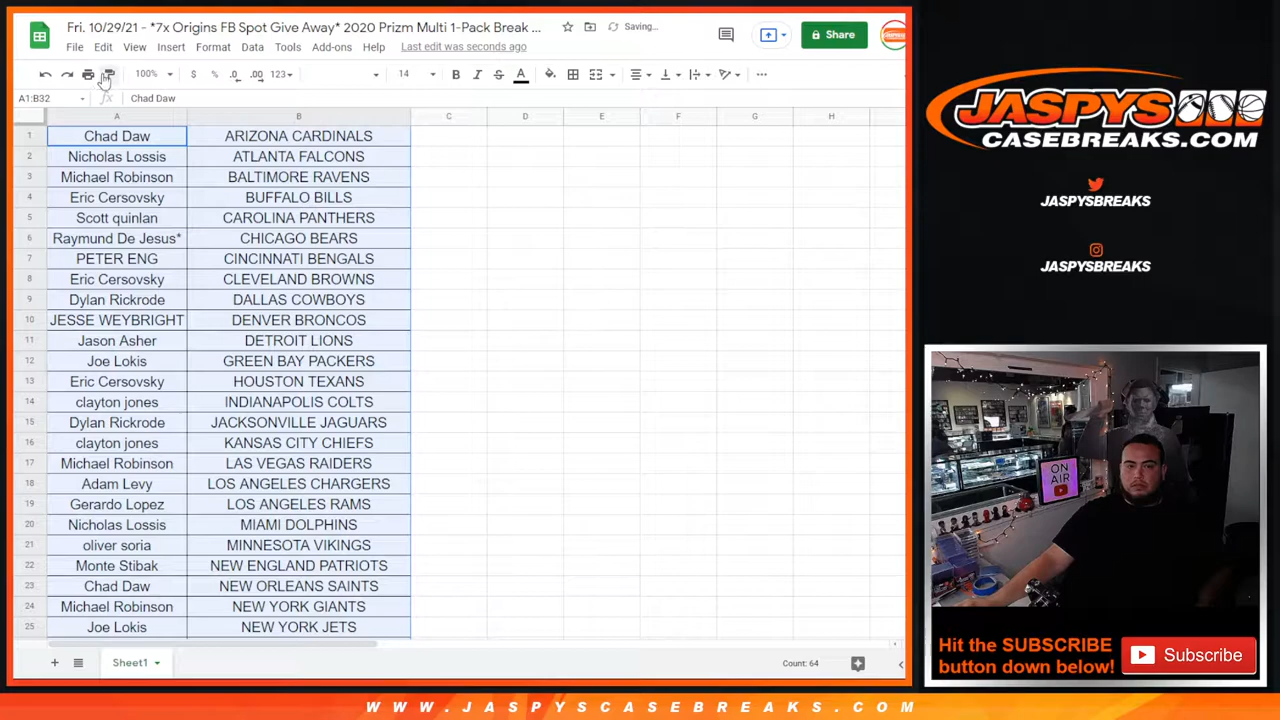 Fri. 10/29/21 - *7x Origins FB Spot Give Away* 2020 Prizm Multi 1-Pack Break ...
Saving...
Share
File Edit View Insert Format Data Tools Add-ons Help Last edit was seconds ago
100% $ % .0 .00 123 14 B I S A
A1:B32 fx Chad Daw
A B C D E F G H
1 Chad Daw ARIZONA CARDINALS
2 Nicholas Lossis ATLANTA FALCONS
3 Michael Robinson BALTIMORE RAVENS
4 Eric Cersovsky BUFFALO BILLS
5 Scott quinlan CAROLINA PANTHERS
6 Raymund De Jesus* CHICAGO BEARS
7 PETER ENG CINCINNATI BENGALS
8 Eric Cersovsky CLEVELAND BROWNS
9 Dylan Rickrode DALLAS COWBOYS
10 JESSE WEYBRIGHT DENVER BRONCOS
11 Jason Asher DETROIT LIONS
12 Joe Lokis GREEN BAY PACKERS
13 Eric Cersovsky HOUSTON TEXANS
14 clayton jones INDIANAPOLIS COLTS
15 Dylan Rickrode JACKSONVILLE JAGUARS
16 clayton jones KANSAS CITY CHIEFS
17 Michael Robinson LAS VEGAS RAIDERS
18 Adam Levy LOS ANGELES CHARGERS
19 Gerardo Lopez LOS ANGELES RAMS
20 Nicholas Lossis MIAMI DOLPHINS
21 oliver soria MINNESOTA VIKINGS
22 Monte Stibak NEW ENGLAND PATRIOTS
23 Chad Daw NEW ORLEANS SAINTS
24 Michael Robinson NEW YORK GIANTS
25 Joe Lokis NEW YORK JETS
Sheet1
Count: 64
JASPYS
CASEBREAKS.COM
JASPYSBREAKS
JASPYSBREAKS
ON
AIR
Hit the SUBSCRIBE
button down below!
Subscribe
WWW.JASPYSCASEBREAKS.COM